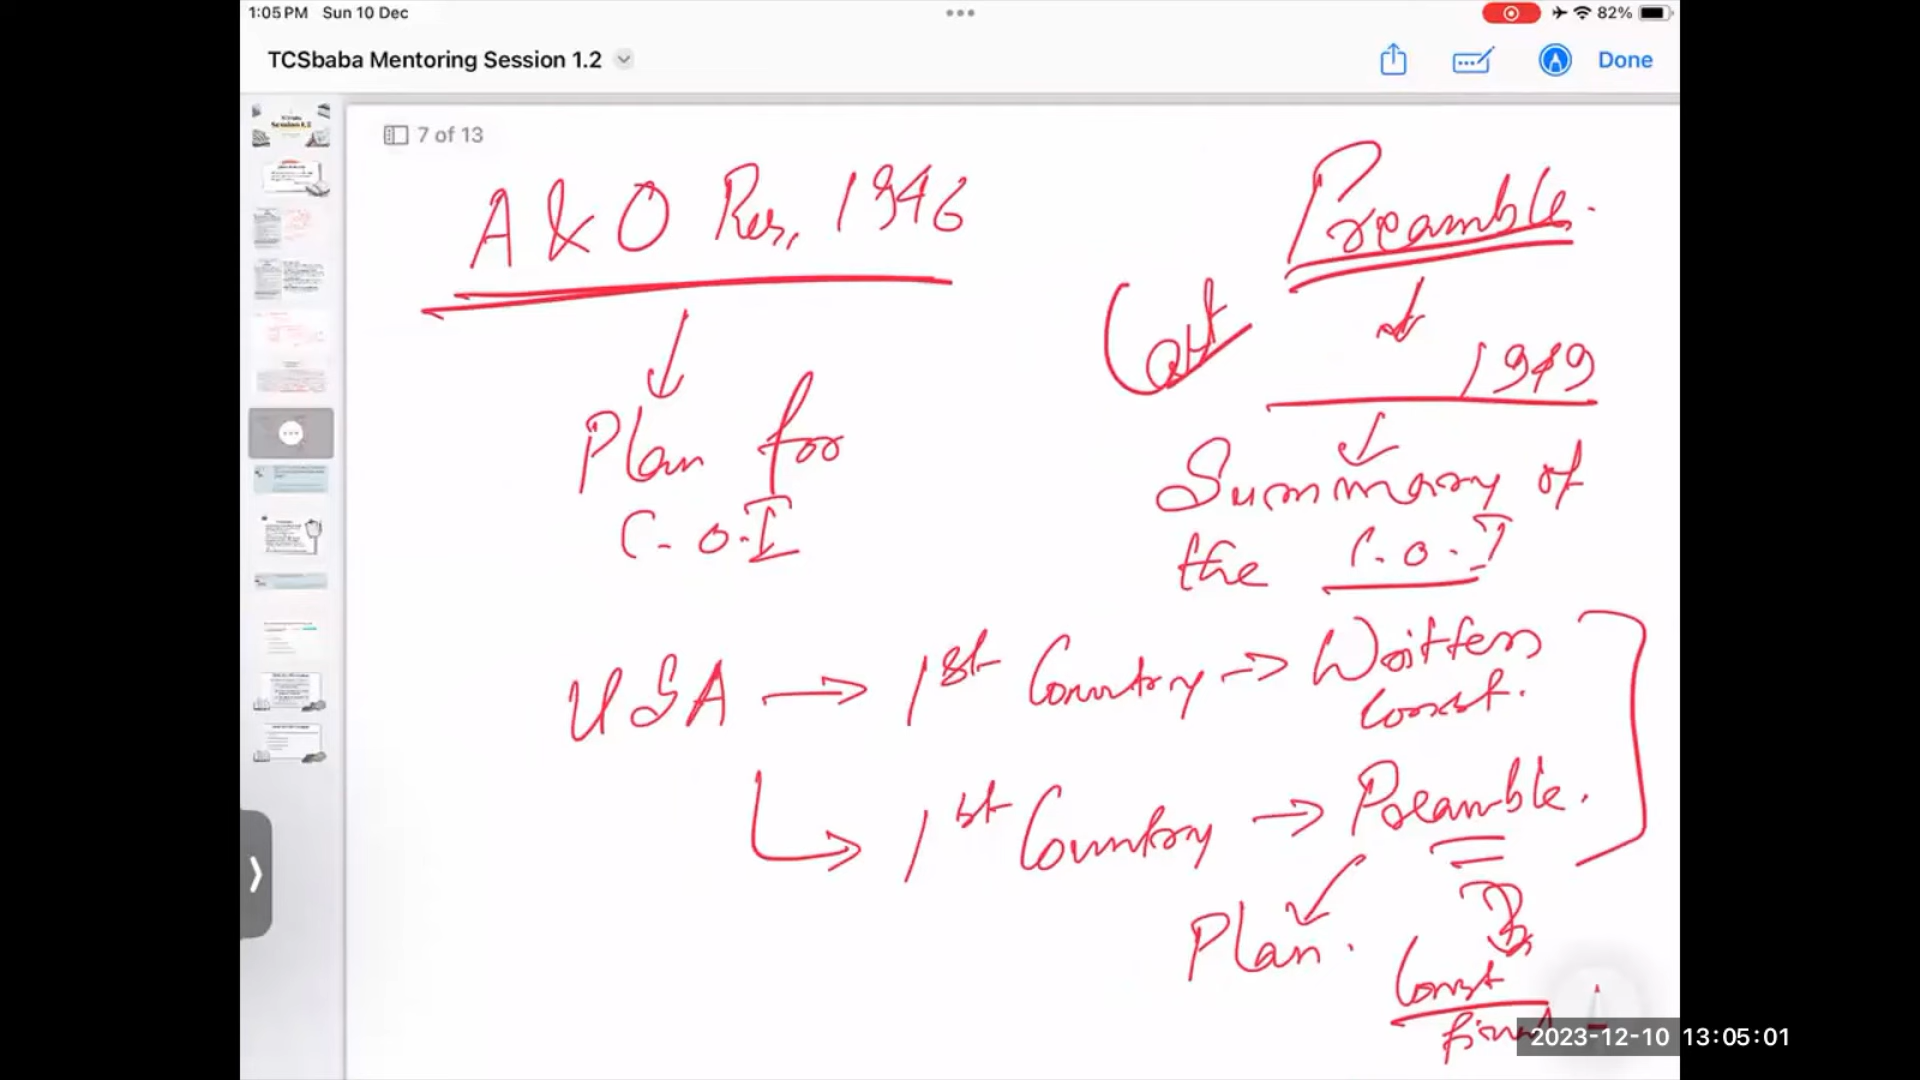 1:05 PM Sun 10 Dec
82%
TCSbaba Mentoring Session 1.2
Done
7 of 13
A & O Res, 1946
Plan for
C.O.I
Preamble.
1949
Summary of
the C.O.I
USA → 1st Country → Written
Const.
1st Country → Preamble.
Plan.
Const
2023-12-10 13:05:01